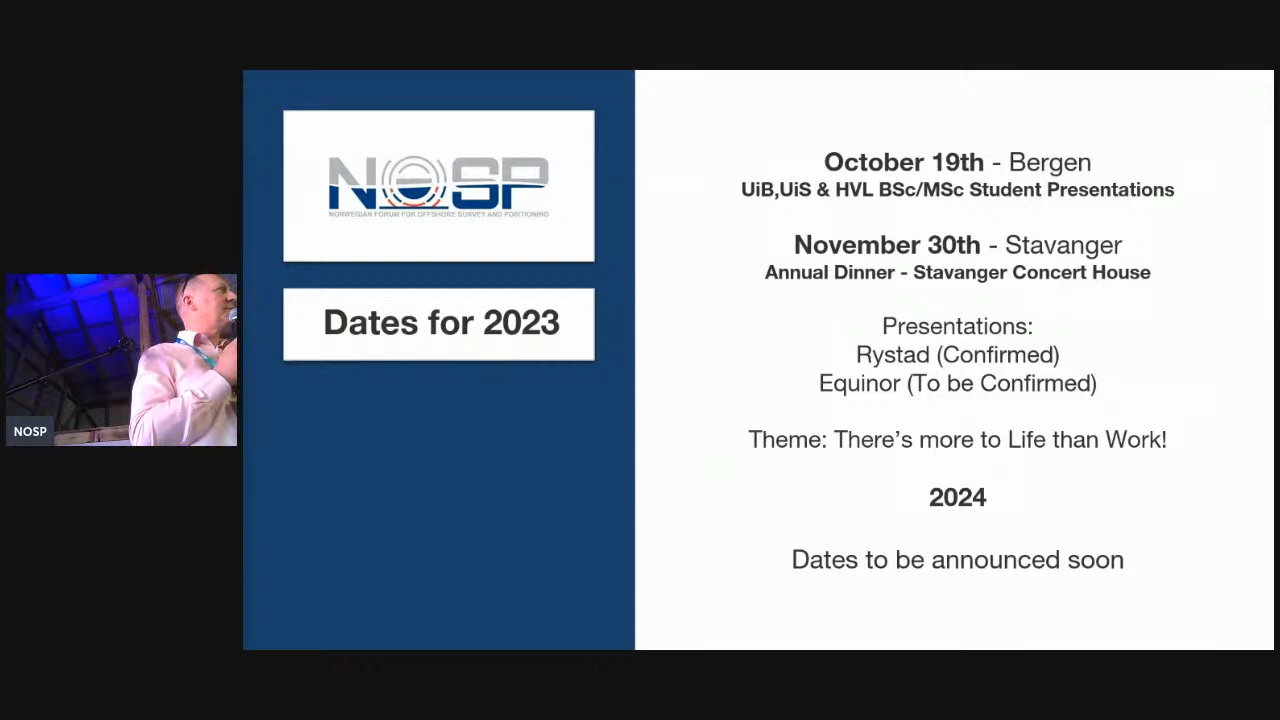 NOSP
NORWEGIAN FORUM FOR OFFSHORE SURVEY AND POSITIONING
Dates for 2023
October 19th - Bergen
UiB,UiS & HVL BSc/MSc Student Presentations
November 30th - Stavanger
Annual Dinner - Stavanger Concert House
Presentations:
Rystad (Confirmed)
Equinor (To be Confirmed)
Theme: There’s more to Life than Work!
2024
Dates to be announced soon
NOSP